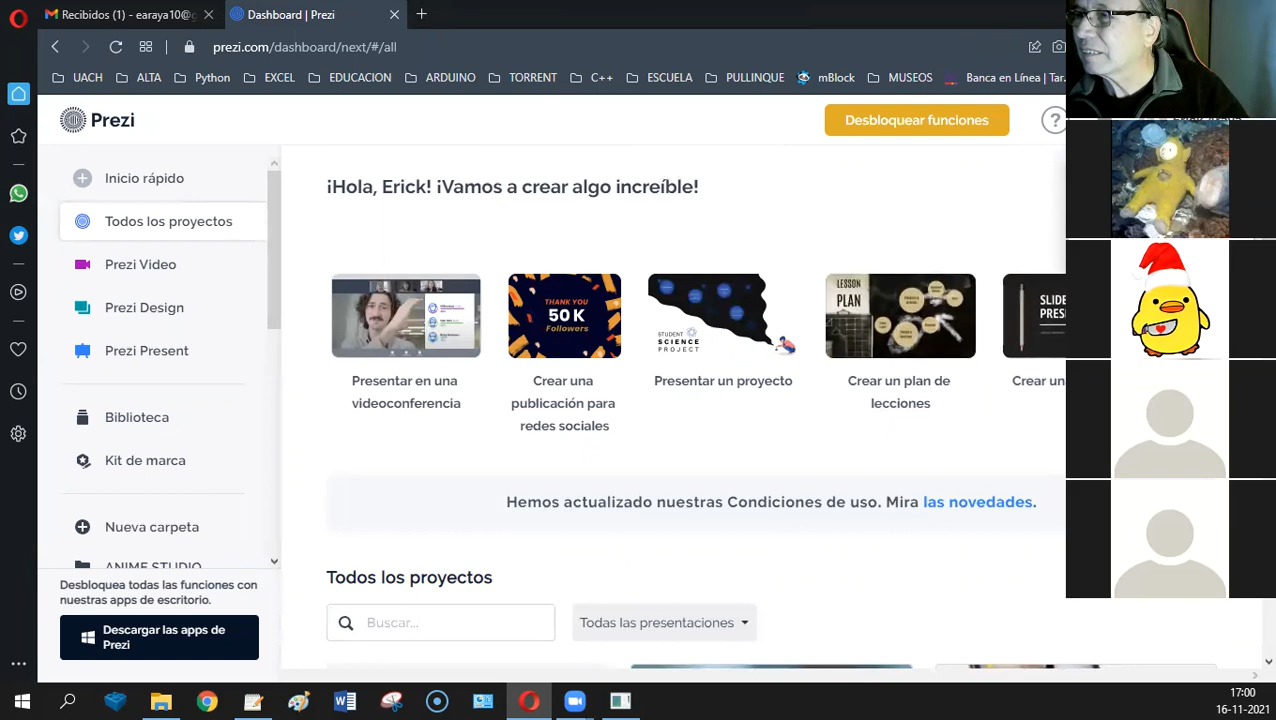 Recibidos (1) - earaya10@g
Dashboard | Prezi
prezi.com/dashboard/next/#/all
UACH ALTA Python EXCEL EDUCACION ARDUINO TORRENT C++ ESCUELA PULLINQUE mBlock MUSEOS Banca en Línea | Tar...
Prezi
Desbloquear funciones
?
Inicio rápido
Todos los proyectos
Prezi Video
Prezi Design
Prezi Present
Biblioteca
Kit de marca
Nueva carpeta
ANIME STUDIO
Desbloquea todas las funciones con
nuestras apps de escritorio.
Descargar las apps de
Prezi
¡Hola, Erick! ¡Vamos a crear algo increíble!
THANK YOU
50 K
Followers
STUDENT
SCIENCE
PROJECT
LESSON
PLAN
SLIDE
PRES
Presentar en una
videoconferencia
Crear una
publicación para
redes sociales
Presentar un proyecto
Crear un plan de
lecciones
Crear un
Hemos actualizado nuestras Condiciones de uso. Mira las novedades.
Todos los proyectos
Buscar...
Todas las presentaciones
17:00
16-11-2021